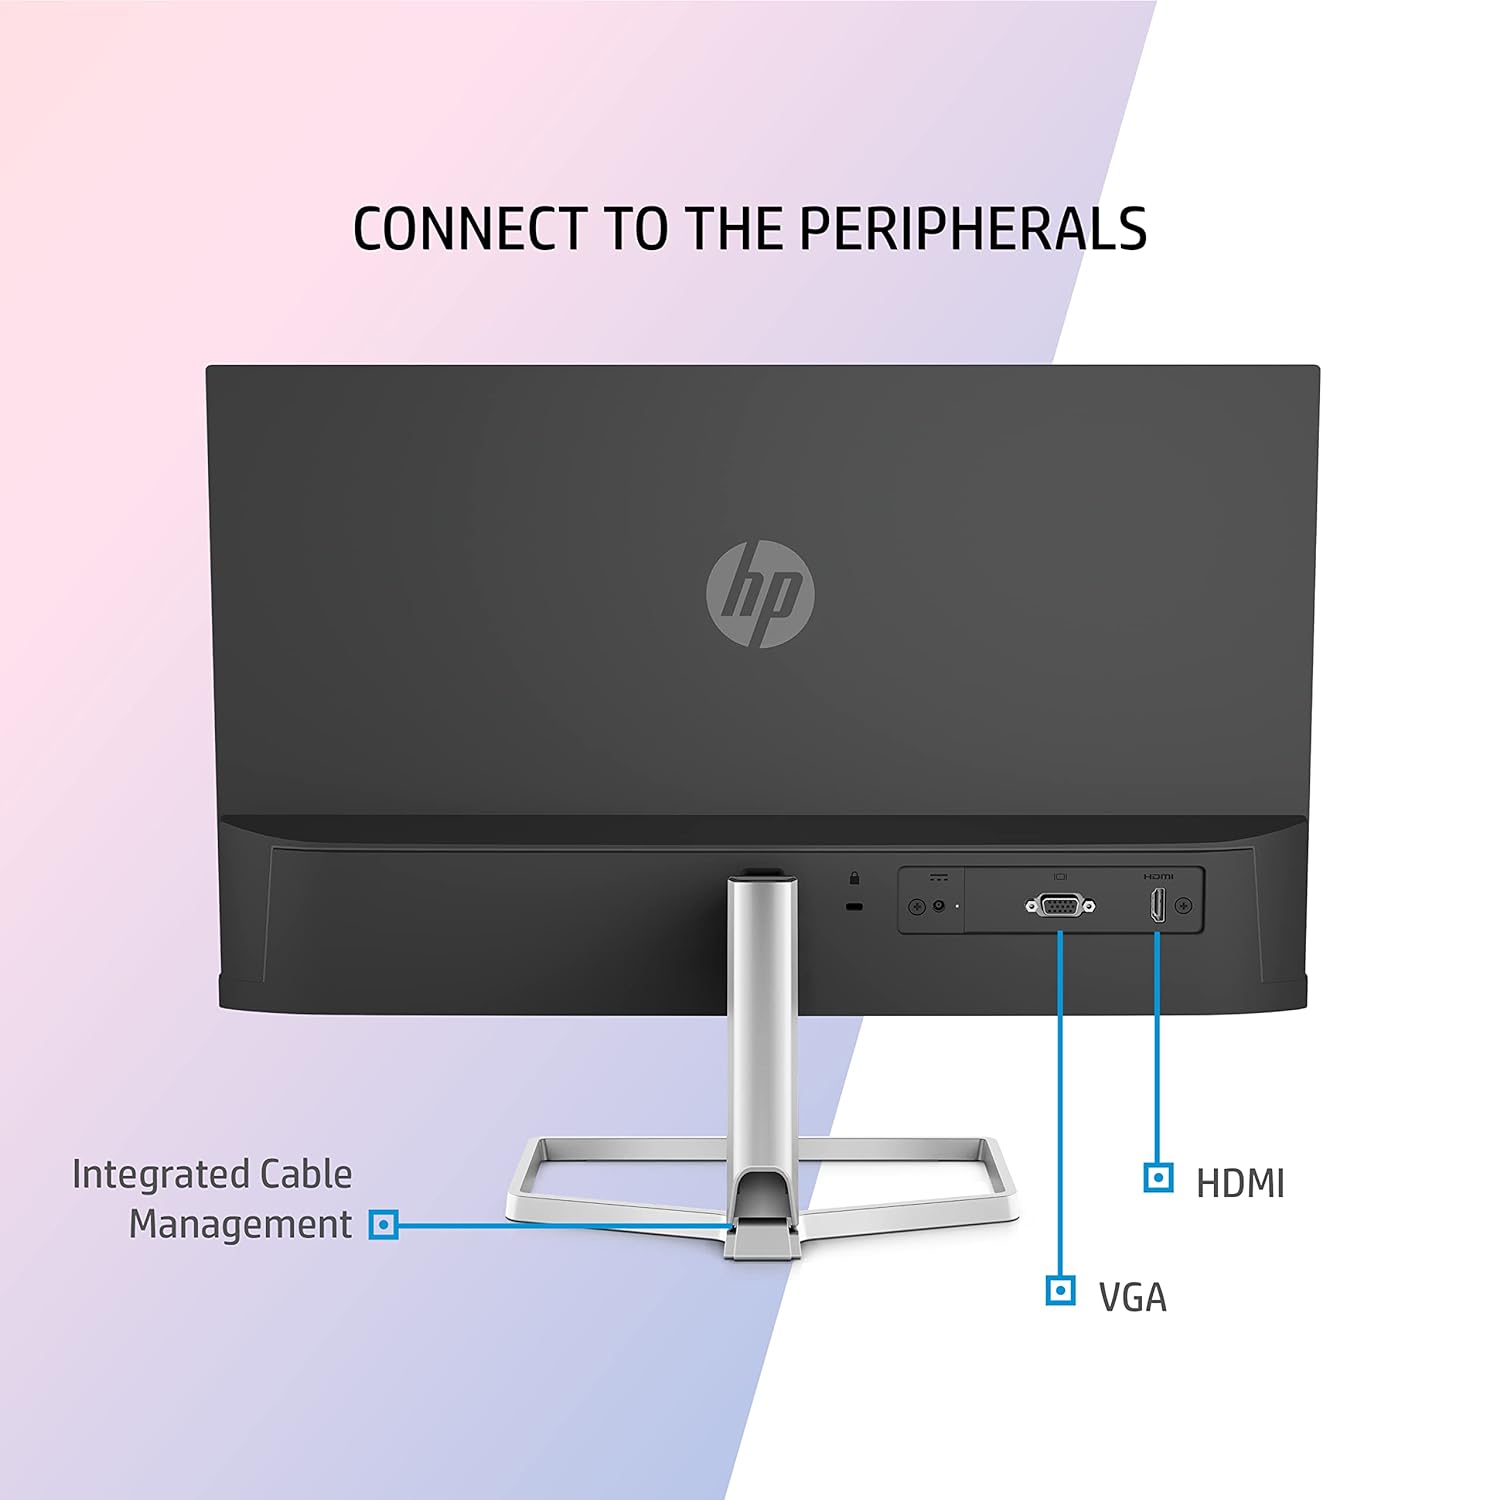 CONNECT TO THE PERIPHERALS
hp
HDMI
Integrated Cable
Management
HDMI
VGA